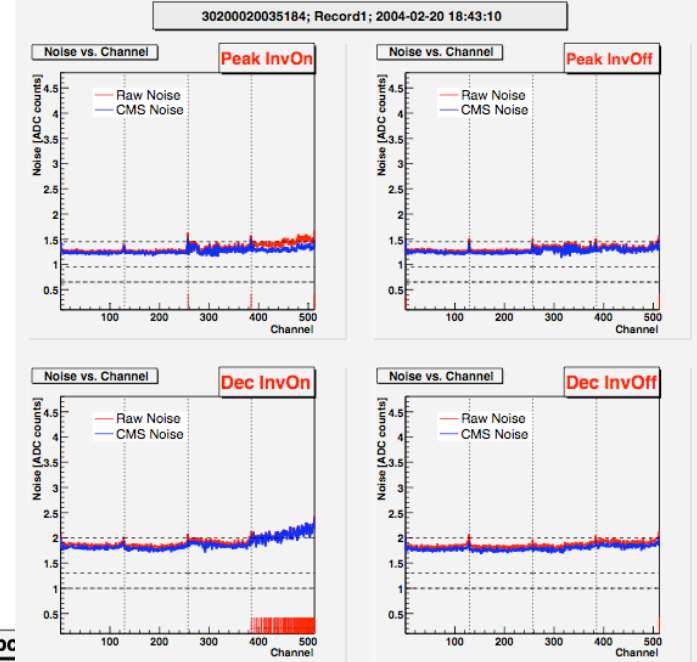 30200020035184; Record1; 2004-02-20 18:43:10
Noise vs. Channel
Peak InvOn
Noise [ADC counts]
4.5
4
3.5
3
2.5
2
1.5
1
0.5
Raw Noise
CMS Noise
100 200 300 400 500
Channel
Noise vs. Channel
Peak InvOff
Noise [ADC counts]
4.5
4
3.5
3
2.5
2
1.5
1
0.5
Raw Noise
CMS Noise
100 200 300 400 500
Channel
Noise vs. Channel
Dec InvOn
Noise [ADC counts]
4.5
4
3.5
3
2.5
2
1.5
1
0.5
Raw Noise
CMS Noise
100 200 300 400 500
Channel
Noise vs. Channel
Dec InvOff
Noise [ADC counts]
4.5
4
3.5
3
2.5
2
1.5
1
0.5
Raw Noise
CMS Noise
100 200 300 400 500
Channel